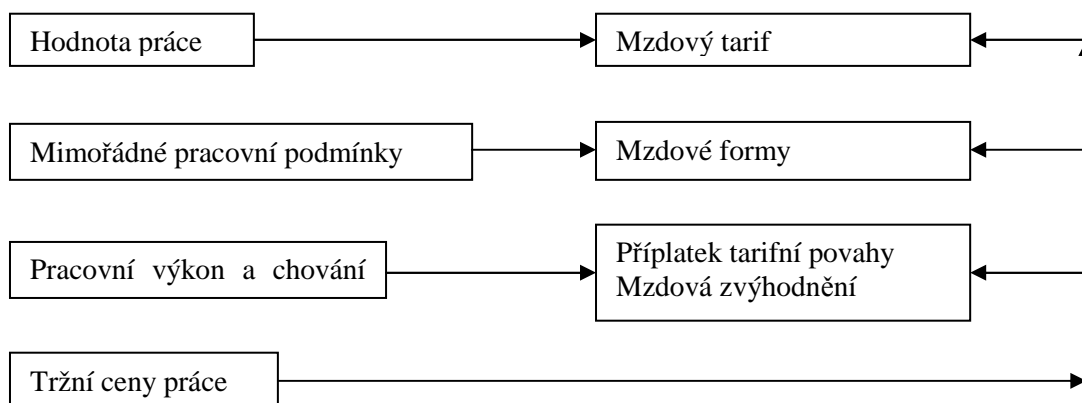 Hodnota práce
Mzdový tarif
Mimořádné pracovní podmínky
Mzdové formy
Pracovní výkon a chování
Příplatek tarifní povahy
Mzdová zvýhodnění
Tržní ceny práce